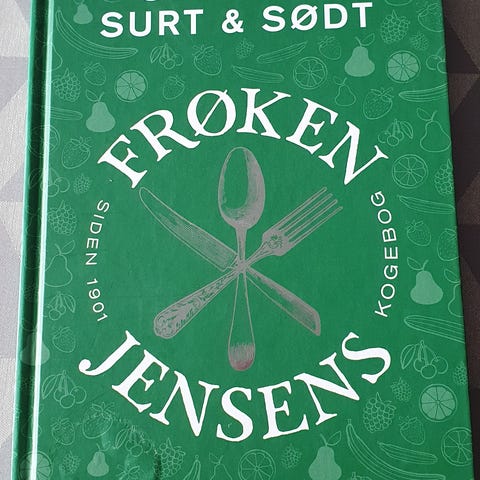 SURT & SØDT
FRØKEN
SIDEN 1901
KOGEBOG
JENSENS